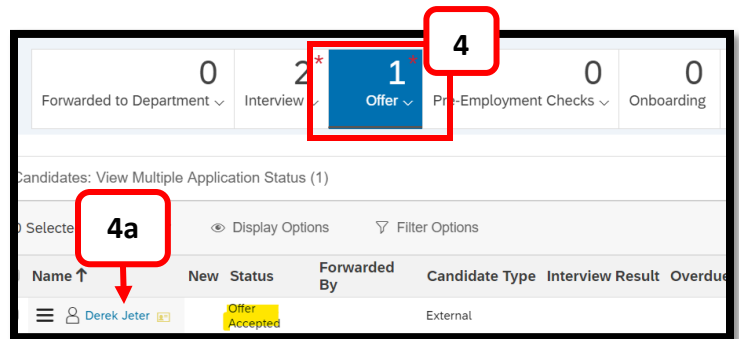 4
0 2* 1* 0 0
Forwarded to Department Interview Offer Pre-Employment Checks Onboarding
Candidates: View Multiple Application Status (1)
4a
Display Options Filter Options
Name ↑ New Status Forwarded By Candidate Type Interview Result
Derek Jeter Offer Accepted External